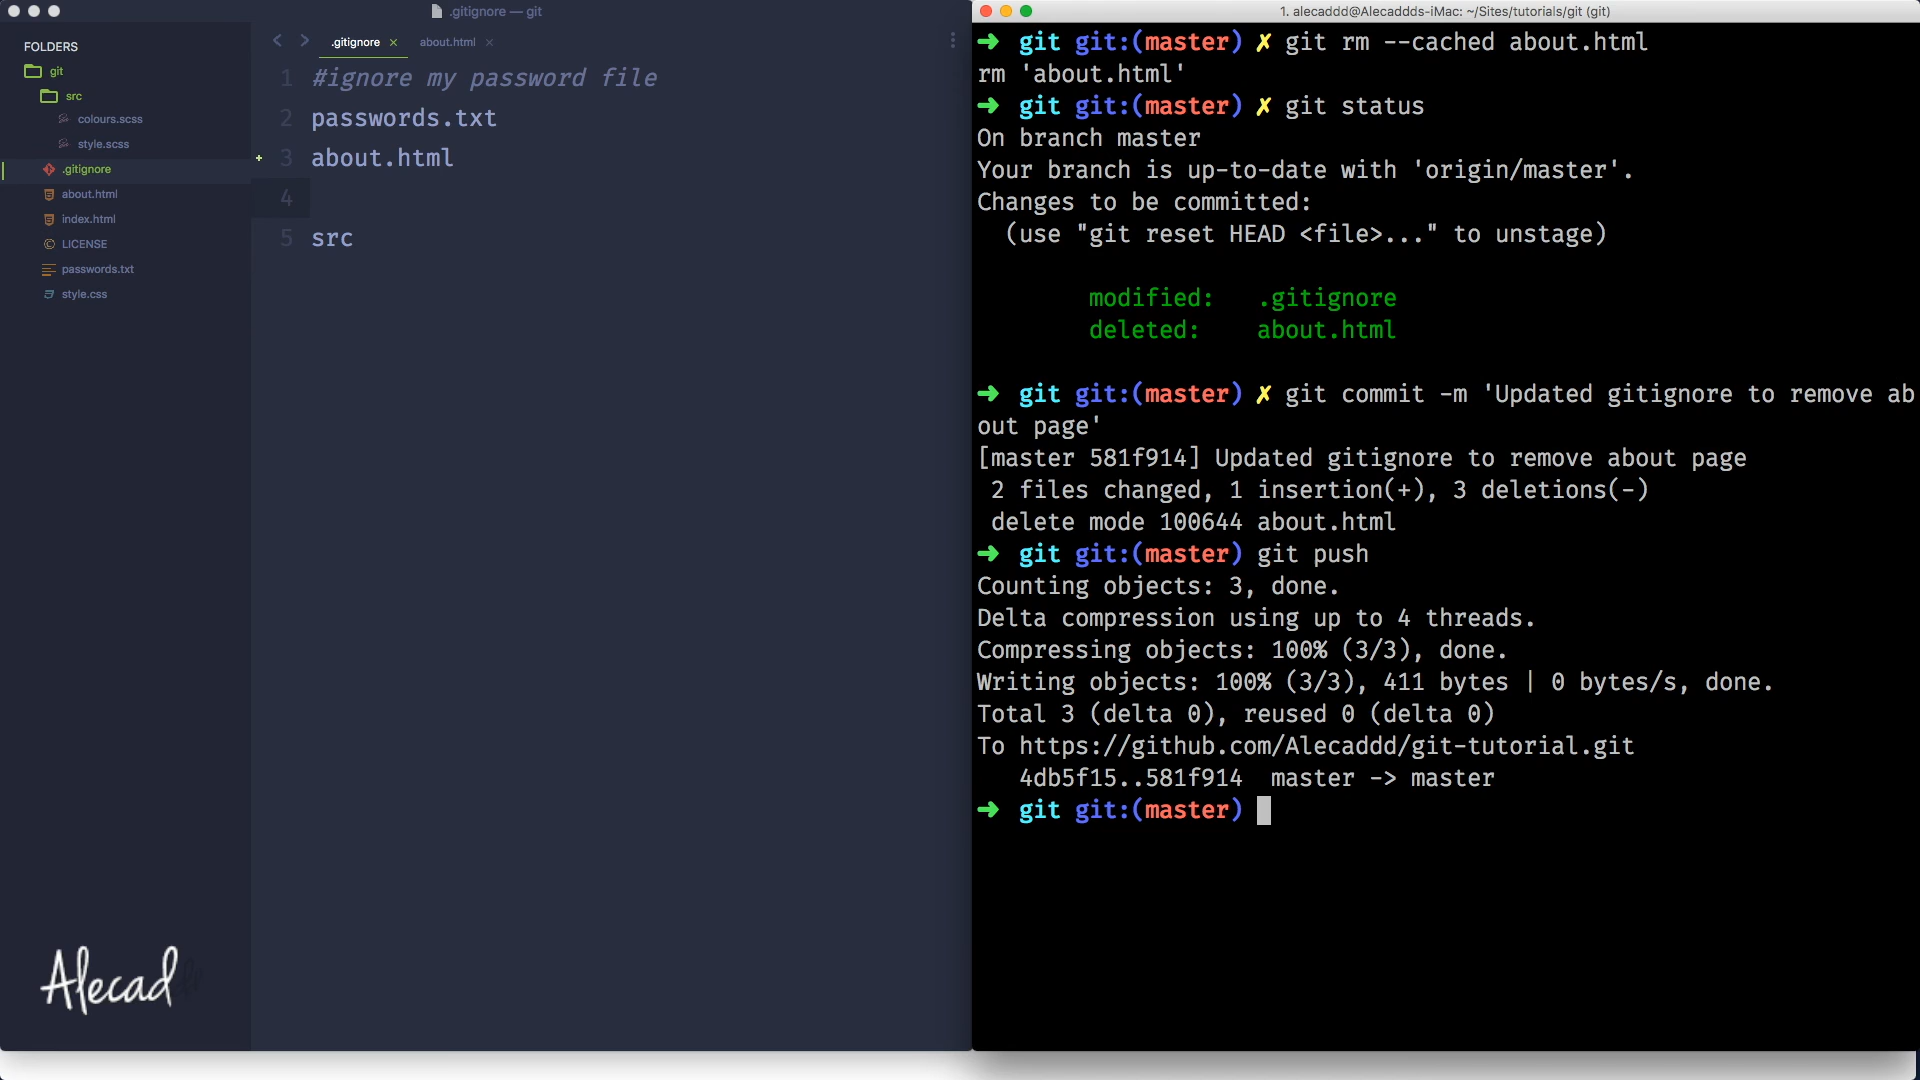 .gitignore — git
FOLDERS
git
src
colours.scss
style.scss
.gitignore
about.html
index.html
LICENSE
passwords.txt
style.css
.gitignore × about.html ×
1 #ignore my password file
2 passwords.txt
+ 3 about.html
4
5 src
Alecad
1. alecaddd@Alecaddds-iMac: ~/Sites/tutorials/git (git)
➜ git git:(master) ✗ git rm --cached about.html
rm 'about.html'
➜ git git:(master) ✗ git status
On branch master
Your branch is up-to-date with 'origin/master'.
Changes to be committed:
(use "git reset HEAD <file>..." to unstage)
modified: .gitignore
deleted: about.html
➜ git git:(master) ✗ git commit -m 'Updated gitignore to remove ab
out page'
[master 581f914] Updated gitignore to remove about page
2 files changed, 1 insertion(+), 3 deletions(-)
delete mode 100644 about.html
➜ git git:(master) git push
Counting objects: 3, done.
Delta compression using up to 4 threads.
Compressing objects: 100% (3/3), done.
Writing objects: 100% (3/3), 411 bytes | 0 bytes/s, done.
Total 3 (delta 0), reused 0 (delta 0)
To https://github.com/Alecaddd/git-tutorial.git
4db5f15..581f914 master -> master
➜ git git:(master)